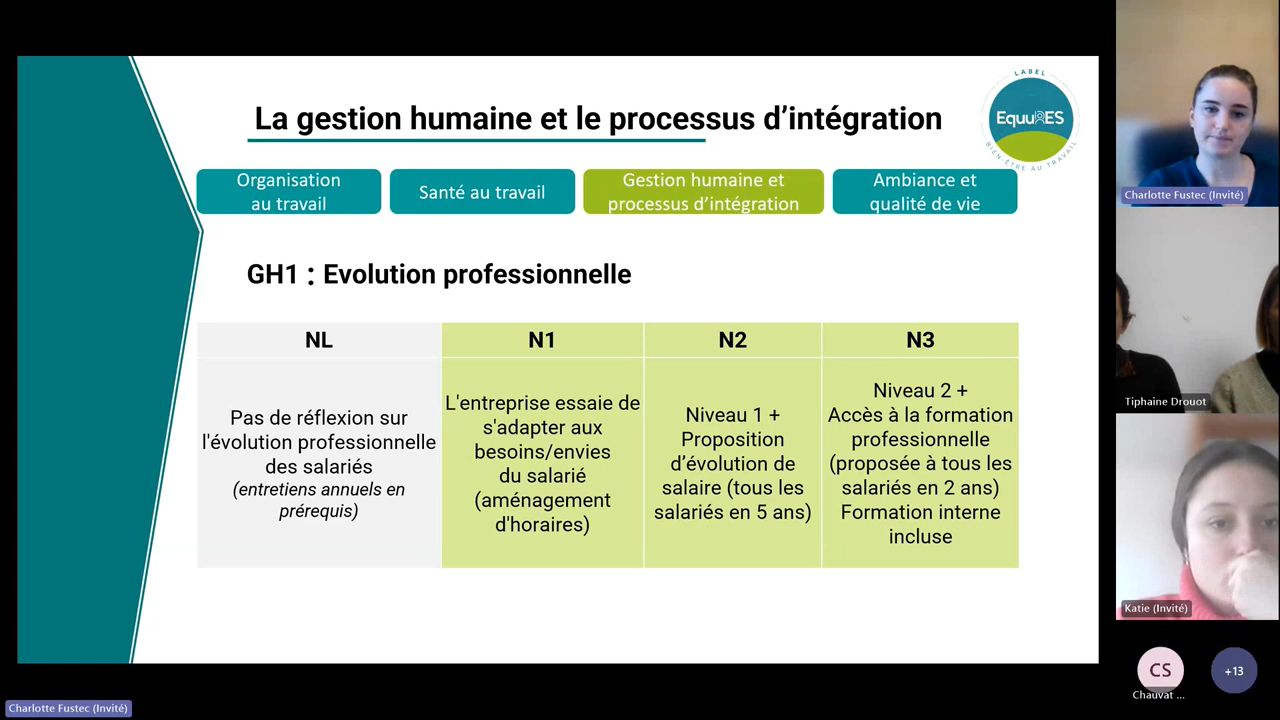 La gestion humaine et le processus d'intégration
LABEL
EquuRES
BIEN-ÊTRE AU TRAVAIL
Organisation
au travail
Santé au travail
Gestion humaine et
processus d'intégration
Ambiance et
qualité de vie
GH1 : Evolution professionnelle
NL
N1
N2
N3
Pas de réflexion sur
l'évolution professionnelle
des salariés
(entretiens annuels en
prérequis)
L'entreprise essaie de
s'adapter aux
besoins/envies
du salarié
(aménagement
d'horaires)
Niveau 1 +
Proposition
d'évolution de
salaire (tous les
salariés en 5 ans)
Niveau 2 +
Accès à la formation
professionnelle
(proposée à tous les
salariés en 2 ans)
Formation interne
incluse
Charlotte Fustec (Invité)
Tiphaine Drouot
Katie (Invité)
CS
Chauvat ...
+13
Charlotte Fustec (Invité)